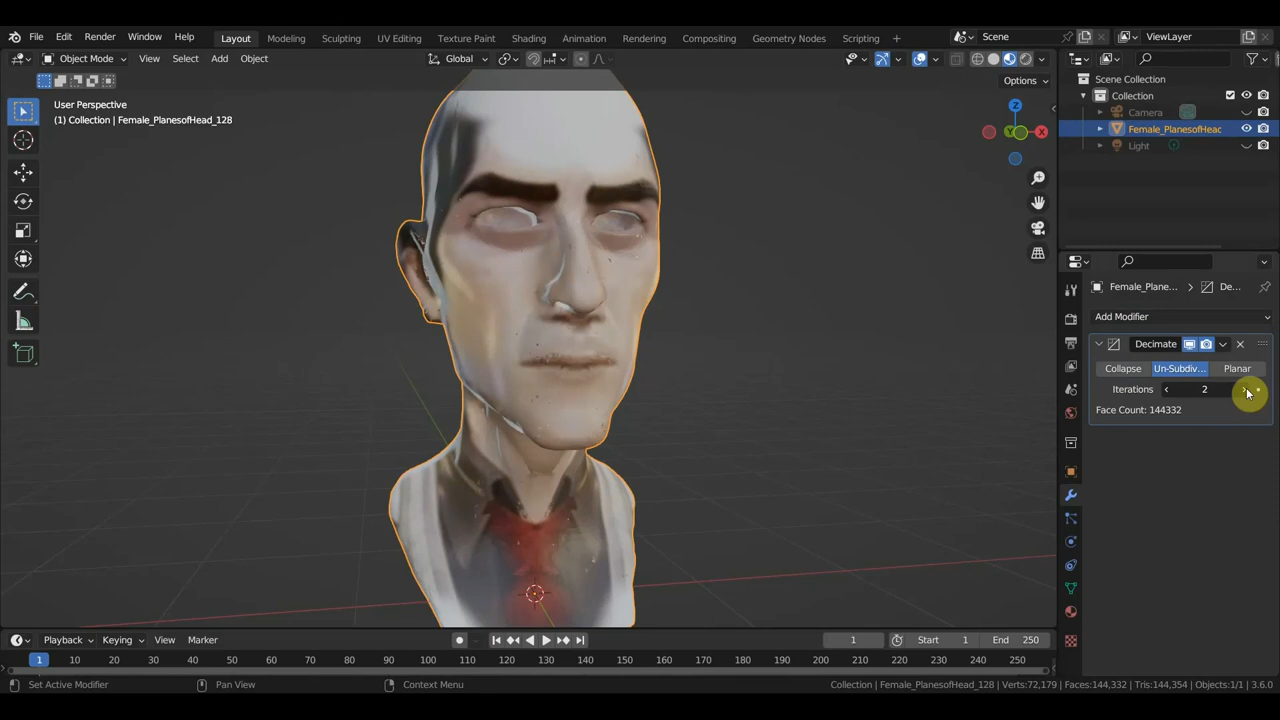 File Edit Render Window Help Layout Modeling Sculpting UV Editing Texture Paint Shading Animation Rendering Compositing Geometry Nodes Scripting + Scene ViewLayer
Object Mode View Select Add Object Global
Options
User Perspective
(1) Collection | Female_PlanesofHead_128
Z
Y
X
Scene Collection
Collection
Camera
Female_PlanesofHeac
Light
Female_Plane... De...
Add Modifier
Decimate
Collapse Un-Subdiv... Planar
Iterations 2
Face Count: 144332
Playback Keying View Marker 1 Start 1 End 250
1 10 20 30 40 50 60 70 80 90 100 110 120 130 140 150 160 170 180 190 200 210 220 230 240 250
Set Active Modifier Pan View Context Menu Collection | Female_PlanesofHead_128 | Verts:72,179 | Faces:144,332 | Tris:144,354 | Objects:1/1 | 3.6.0